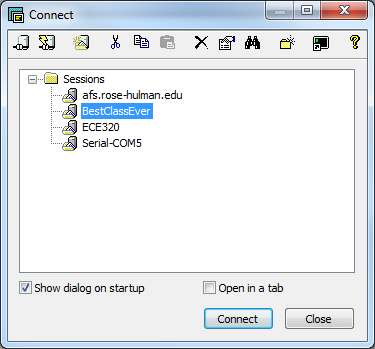 Connect
Sessions
afs.rose-hulman.edu
BestClassEver
ECE320
Serial-COM5
Show dialog on startup
Open in a tab
Connect
Close